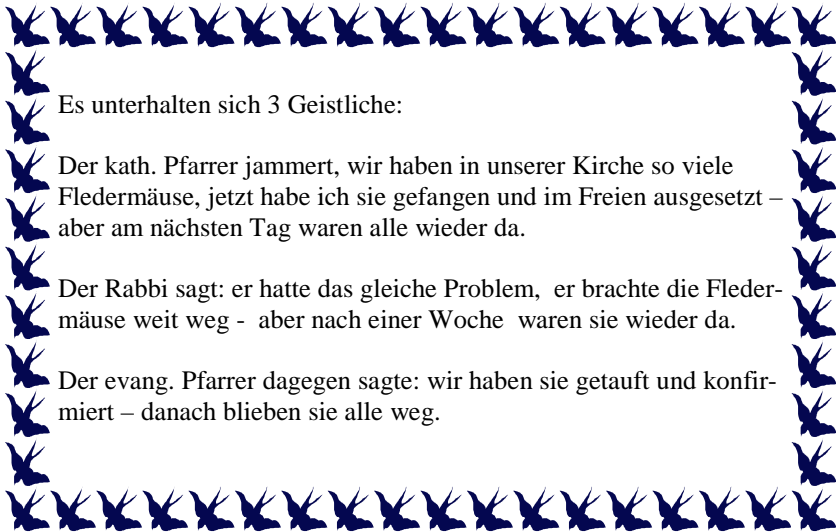 Es unterhalten sich 3 Geistliche:
Der kath. Pfarrer jammert, wir haben in unserer Kirche so viele
Fledermäuse, jetzt habe ich sie gefangen und im Freien ausgesetzt –
aber am nächsten Tag waren alle wieder da.
Der Rabbi sagt: er hatte das gleiche Problem, er brachte die Fleder-
mäuse weit weg - aber nach einer Woche waren sie wieder da.
Der evang. Pfarrer dagegen sagte: wir haben sie getauft und konfir-
miert – danach blieben sie alle weg.